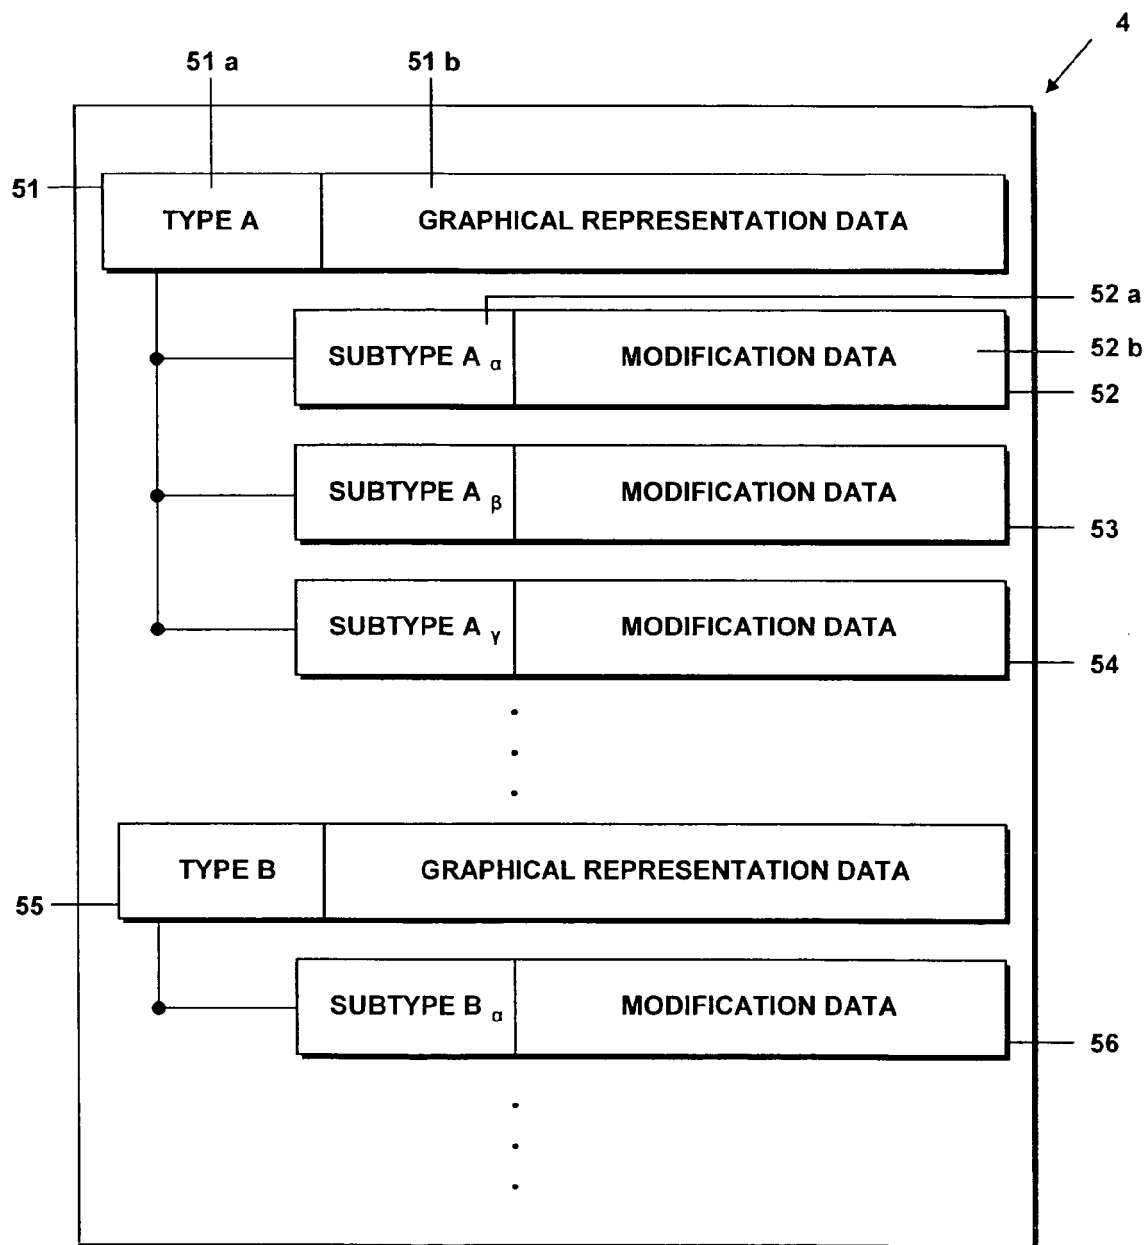 4
51 a 51 b
51
TYPE A GRAPHICAL REPRESENTATION DATA
52 a
SUBTYPE A α MODIFICATION DATA
52 b
52
SUBTYPE A β MODIFICATION DATA
53
SUBTYPE A γ MODIFICATION DATA
54
TYPE B GRAPHICAL REPRESENTATION DATA
55
SUBTYPE B α MODIFICATION DATA
56